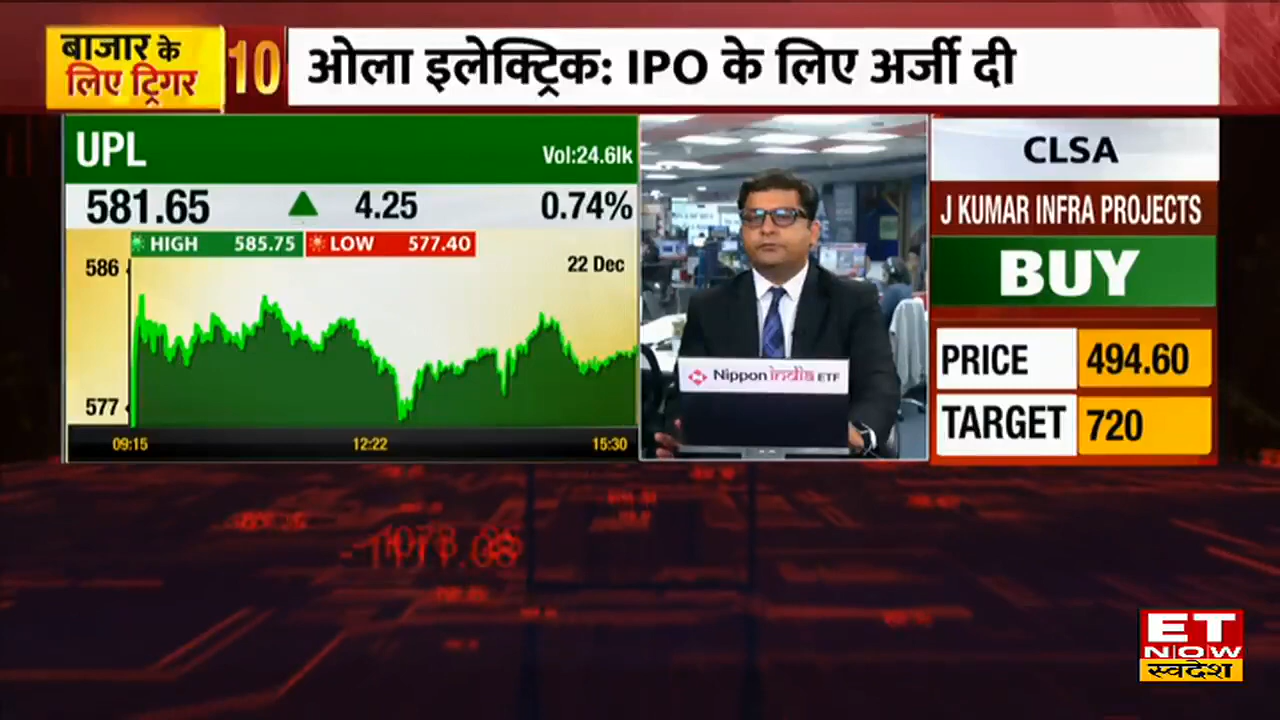 बाजार के
लिए ट्रिगर
10
ओला इलेक्ट्रिक: IPO के लिए अर्जी दी
UPL
Vol:24.6lk
581.65 ▲ 4.25 0.74%
HIGH 585.75 LOW 577.40
586
22 Dec
577
09:15 12:22 15:30
Nippon india ETF
CLSA
J KUMAR INFRA PROJECTS
BUY
PRICE 494.60
TARGET 720
ET
NOW
स्वदेश